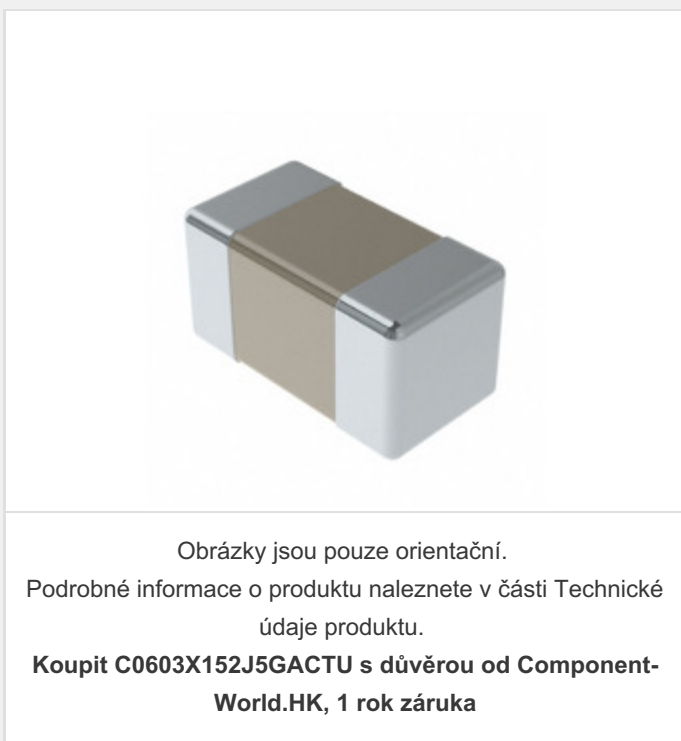 Obrázky jsou pouze orientační.
Podrobné informace o produktu naleznete v části Technické
údaje produktu.
Koupit C0603X152J5GACTU s důvěrou od Component-
World.HK, 1 rok záruka